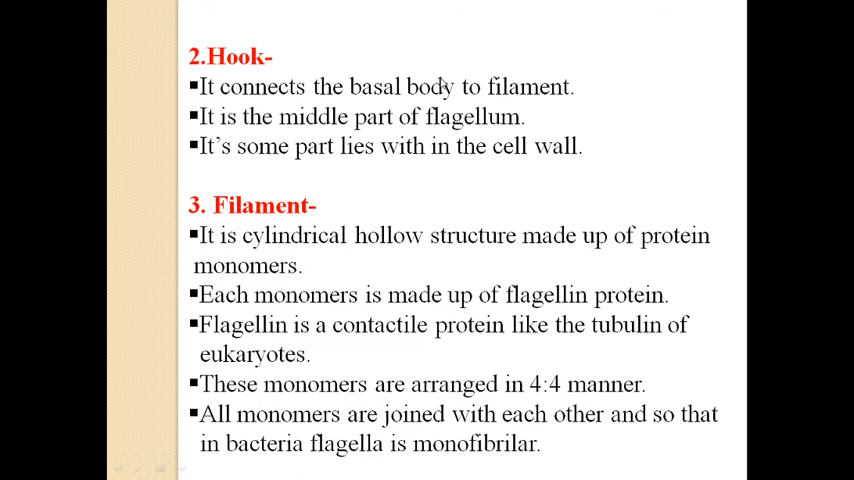 2.Hook-
▪It connects the basal body to filament.
▪It is the middle part of flagellum.
▪It’s some part lies with in the cell wall.
3. Filament-
▪It is cylindrical hollow structure made up of protein
monomers.
▪Each monomers is made up of flagellin protein.
▪Flagellin is a contactile protein like the tubulin of
eukaryotes.
▪These monomers are arranged in 4:4 manner.
▪All monomers are joined with each other and so that
in bacteria flagella is monofibrilar.